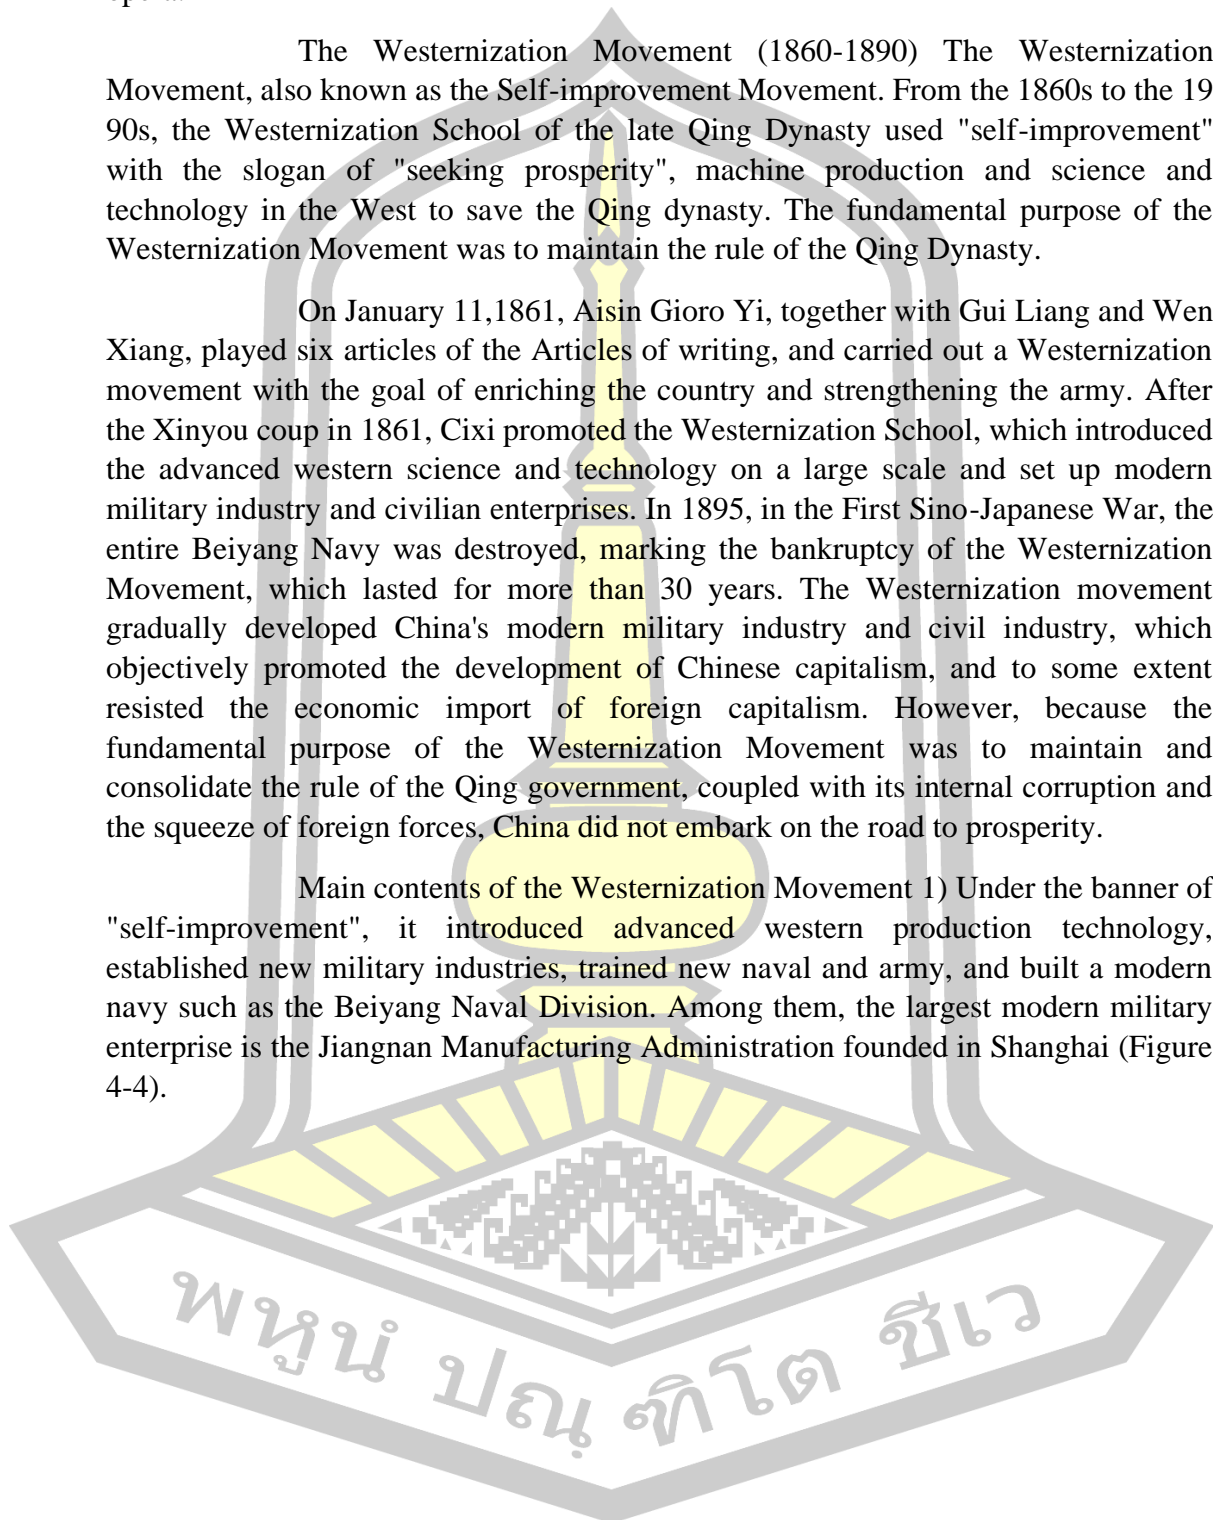 The Westernization Movement (1860-1890) The Westernization
Movement, also known as the Self-improvement Movement. From the 1860s to the 19
90s, the Westernization School of the late Qing Dynasty used "self-improvement"
with the slogan of "seeking prosperity", machine production and science and
technology in the West to save the Qing dynasty. The fundamental purpose of the
Westernization Movement was to maintain the rule of the Qing Dynasty.
On January 11,1861, Aisin Gioro Yi, together with Gui Liang and Wen
Xiang, played six articles of the Articles of writing, and carried out a Westernization
movement with the goal of enriching the country and strengthening the army. After
the Xinyou coup in 1861, Cixi promoted the Westernization School, which introduced
the advanced western science and technology on a large scale and set up modern
military industry and civilian enterprises. In 1895, in the First Sino-Japanese War, the
entire Beiyang Navy was destroyed, marking the bankruptcy of the Westernization
Movement, which lasted for more than 30 years. The Westernization movement
gradually developed China's modern military industry and civil industry, which
objectively promoted the development of Chinese capitalism, and to some extent
resisted the economic import of foreign capitalism. However, because the
fundamental purpose of the Westernization Movement was to maintain and
consolidate the rule of the Qing government, coupled with its internal corruption and
the squeeze of foreign forces, China did not embark on the road to prosperity.
Main contents of the Westernization Movement 1) Under the banner of
"self-improvement", it introduced advanced western production technology,
established new military industries, trained new naval and army, and built a modern
navy such as the Beiyang Naval Division. Among them, the largest modern military
enterprise is the Jiangnan Manufacturing Administration founded in Shanghai (Figure
4-4).
พหูนํ ปณฺฑิโต ชีเว